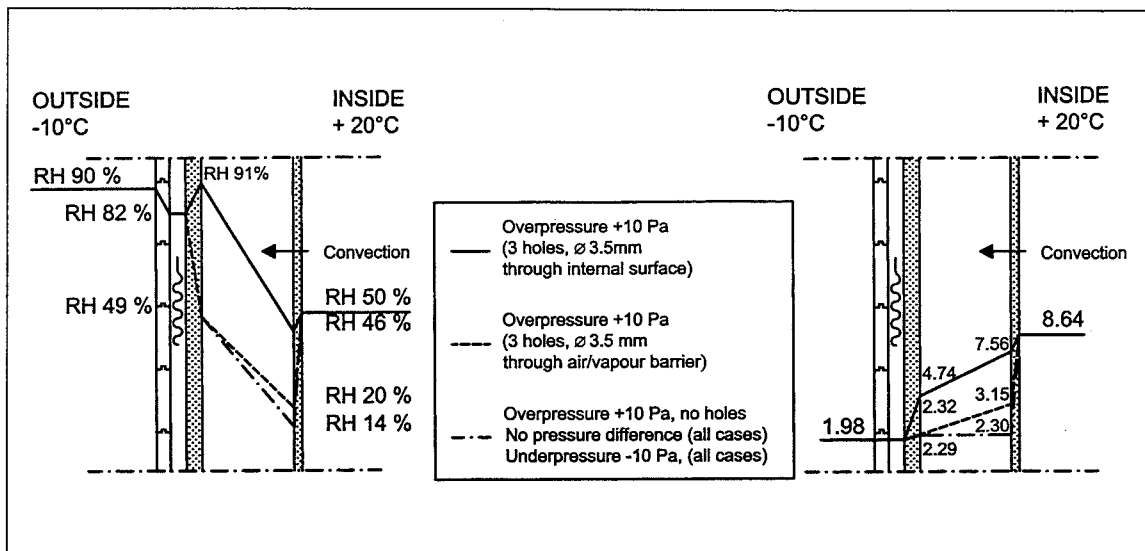 OUTSIDE
-10°C
INSIDE
+ 20°C
RH 90 %
RH 91%
RH 82 %
Convection
RH 49 %
RH 50 %
RH 46%
RH 20 %
RH 14 %
Overpressure +10 Pa
(3 holes, ⌀ 3.5mm
through internal surface)
Overpressure +10 Pa
(3 holes, ⌀ 3.5 mm
through air/vapour barrier)
Overpressure +10 Pa, no holes
No pressure difference (all cases)
Underpressure -10 Pa, (all cases)
OUTSIDE
-10°C
INSIDE
+ 20°C
Convection
8.64
7.56
4.74
3.15
2.32
1.98
2.30
2.29